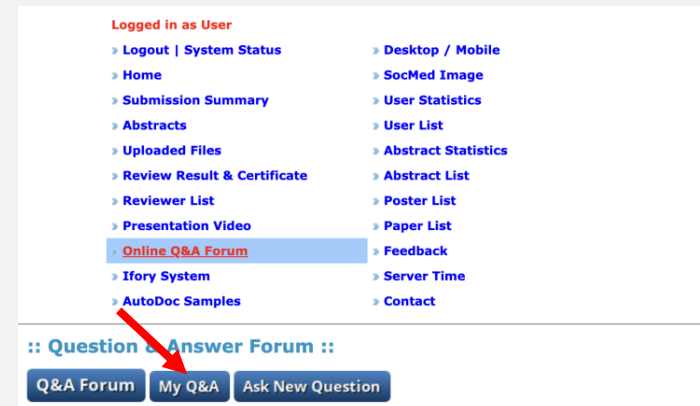 Logged in as User
» Logout | System Status
» Home
» Submission Summary
» Abstracts
» Uploaded Files
» Review Result & Certificate
» Reviewer List
» Presentation Video
» Online Q&A Forum
» Ifory System
» AutoDoc Samples
» Desktop / Mobile
» SocMed Image
» User Statistics
» User List
» Abstract Statistics
» Abstract List
» Poster List
» Paper List
» Feedback
» Server Time
» Contact
:: Question & Answer Forum ::
Q&A Forum My Q&A Ask New Question